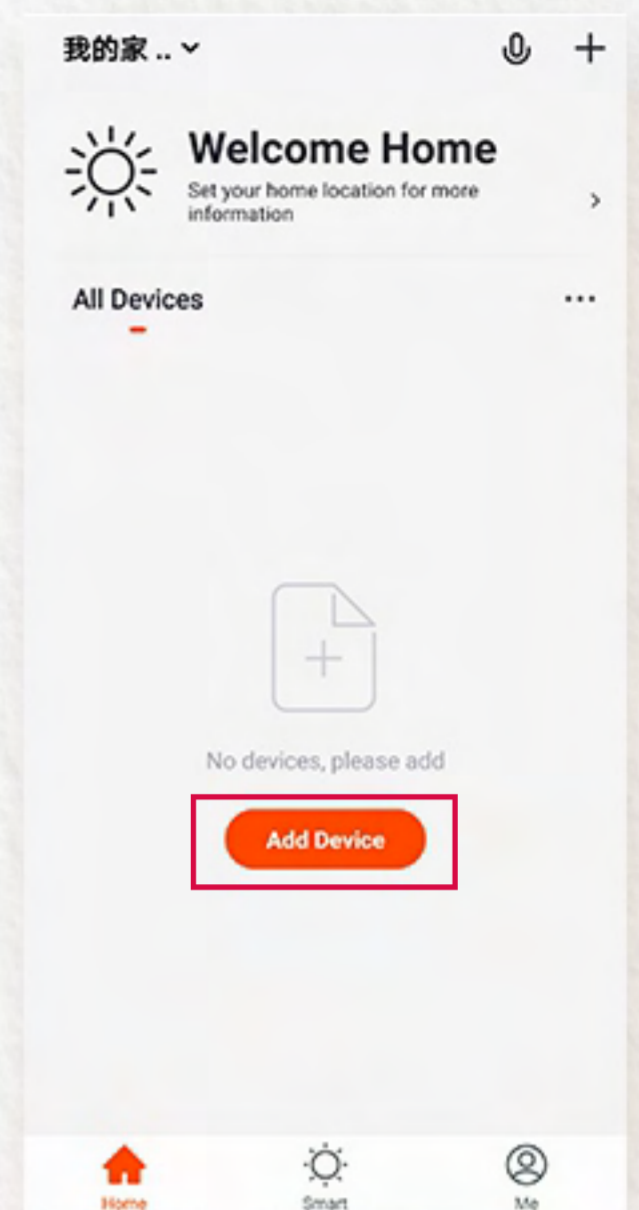 我的家 ..
Welcome Home
Set your home location for more
information
All Devices
No devices, please add
Add Device
Home
Smart
Me